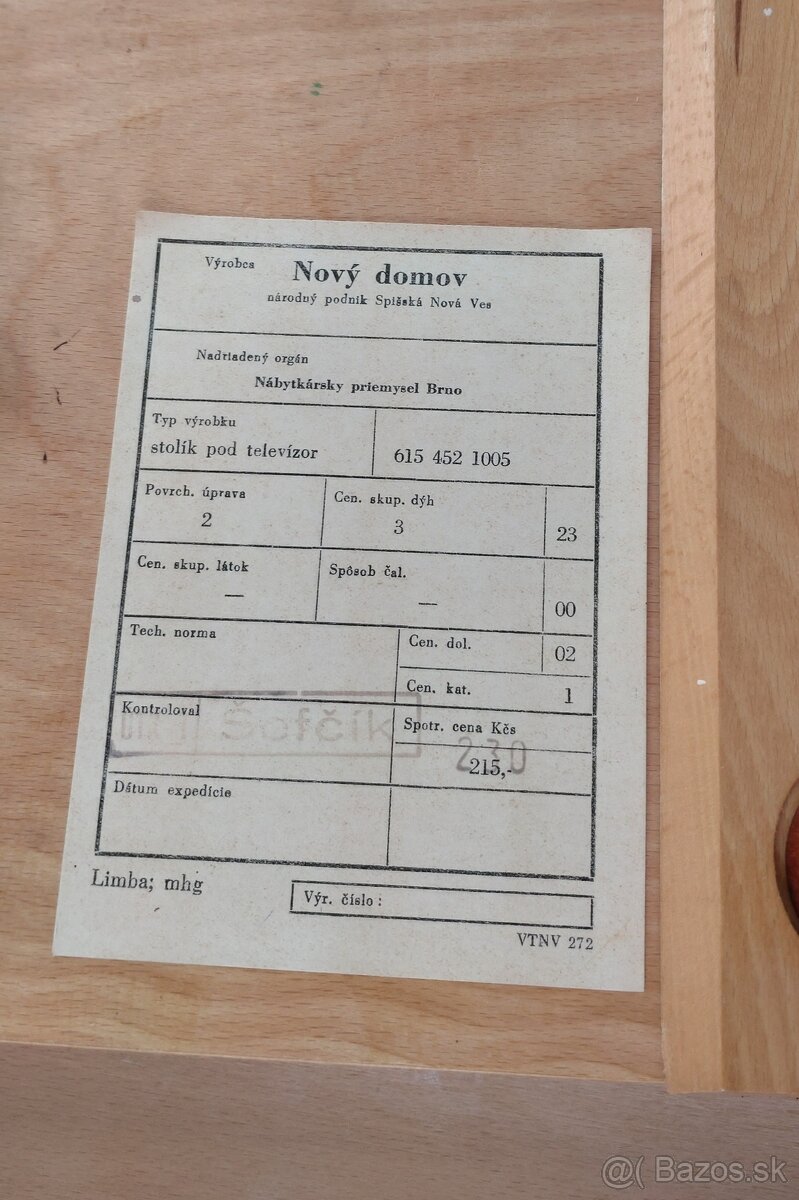 Výrobca
Nový domov
národný podnik Spišská Nová Ves
Nadriadený orgán
Nábytkársky priemysel Brno
Typ výrobku
stolík pod televízor
615 452 1005
Povrch. úprava
2
Cen. skup. dýh
3
23
Cen. skup. látok
—
Spôsob čal.
—
00
Tech. norma
Cen. dol.
02
Cen. kat.
1
Kontroloval
Šofčík
Spotr. cena Kčs
230
215,-
Dátum expedície
Limba; mhg
Výr. číslo :
VTNV 272
@( Bazos.sk